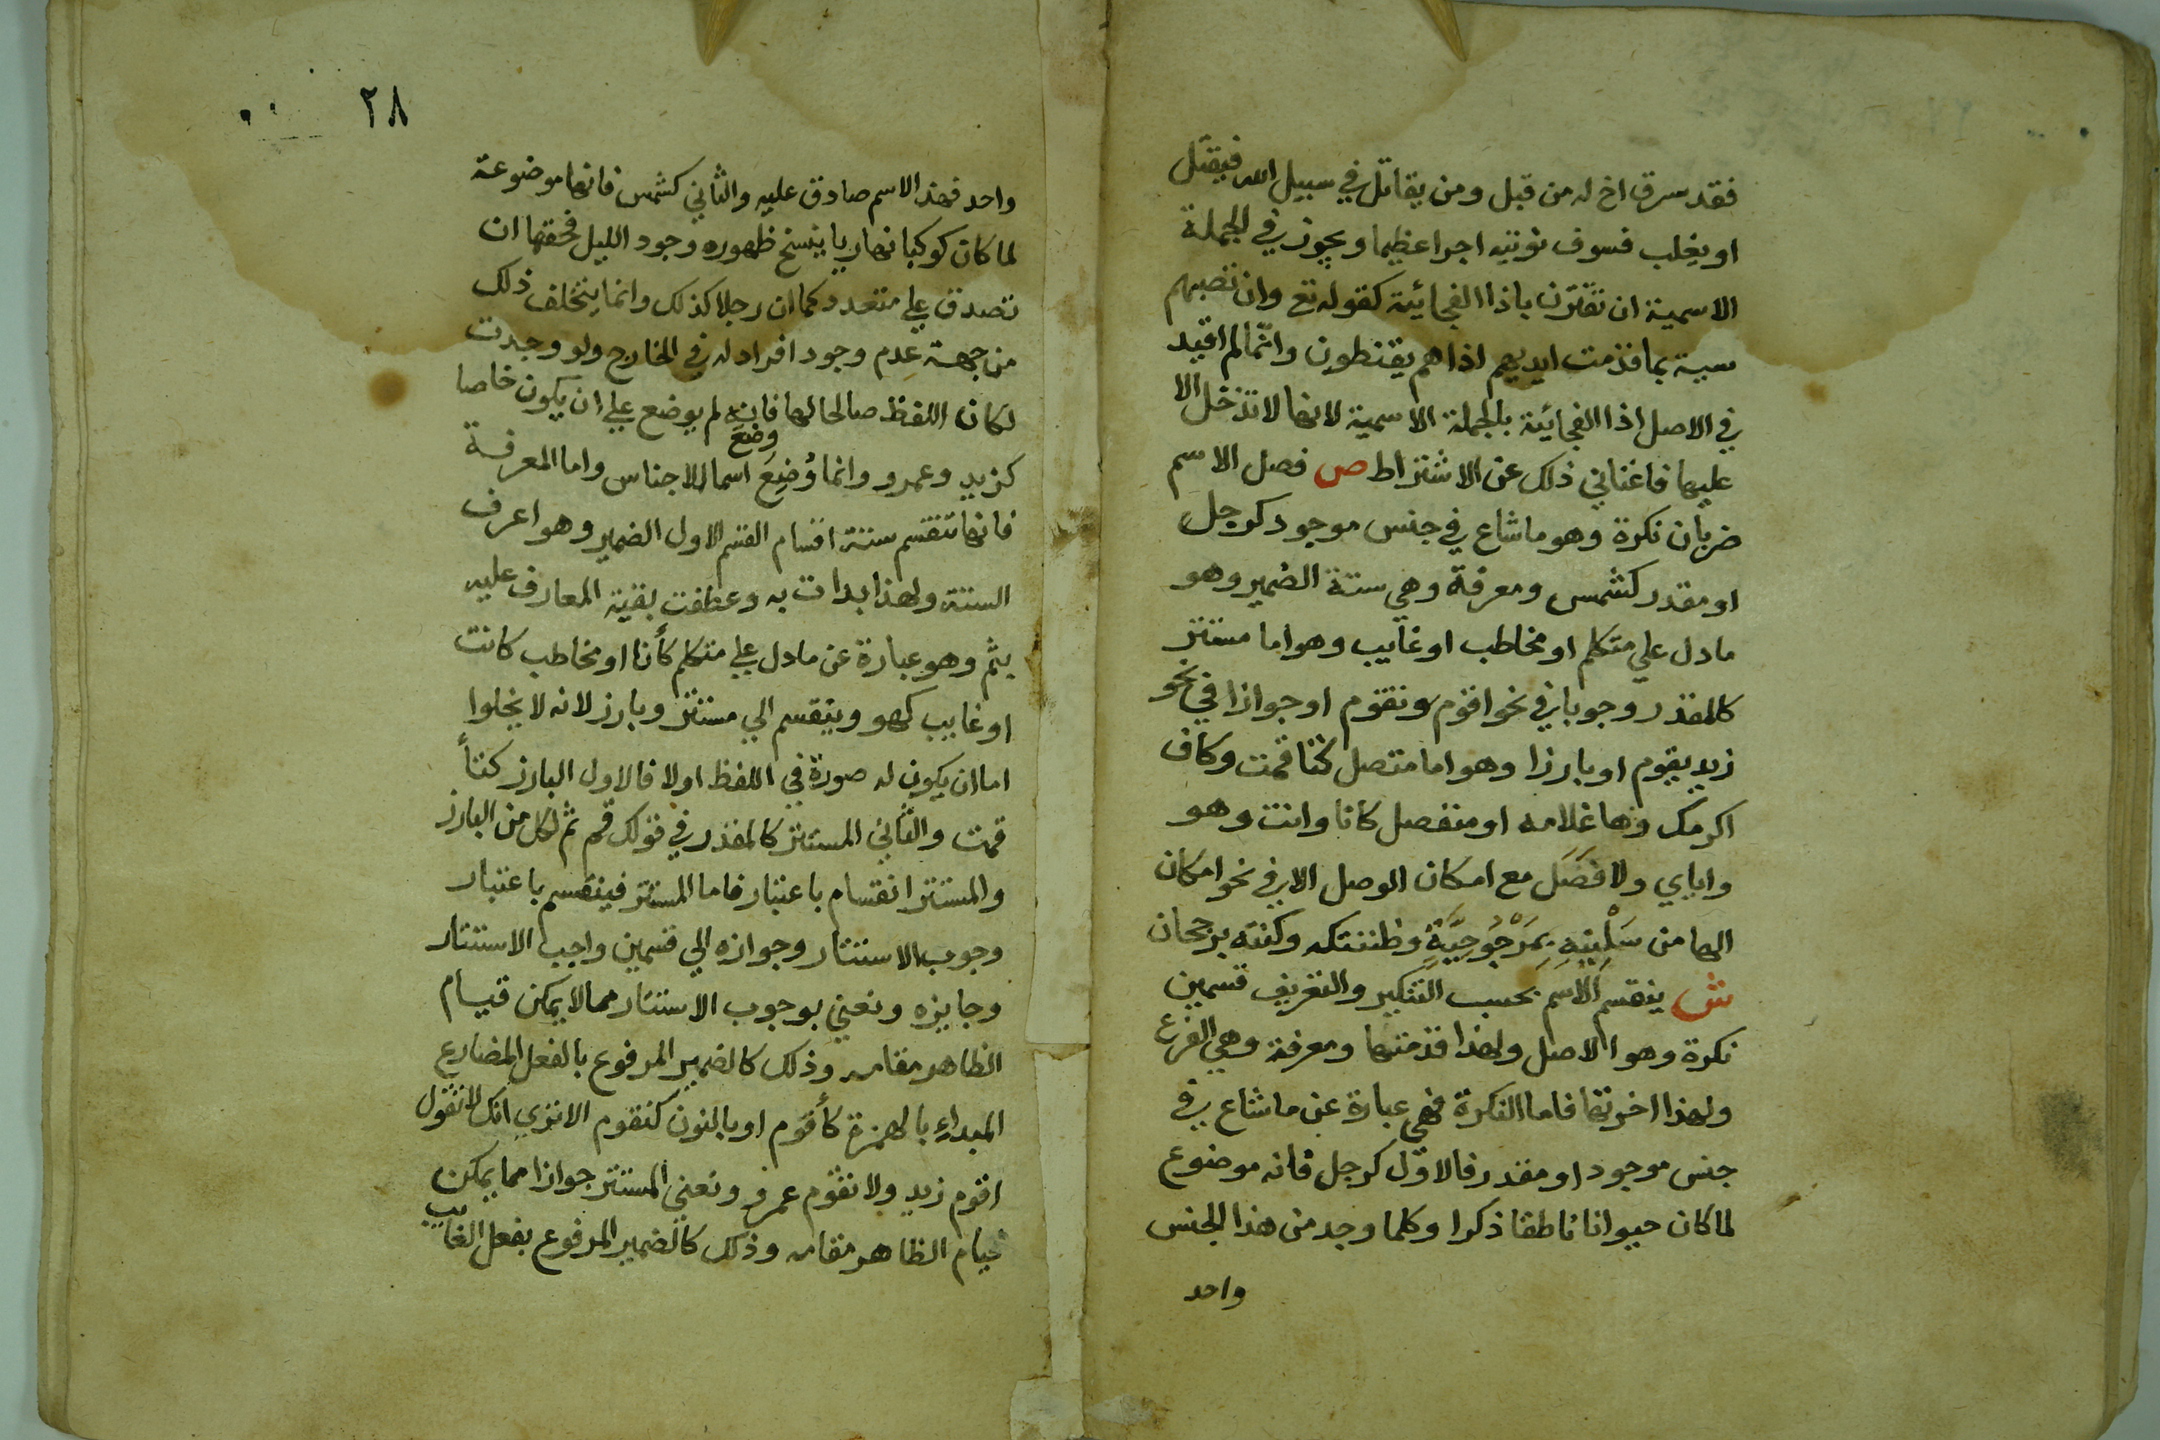 فقد سرق اخ له من قبل ومن يقاتل في سبيل الله فيقتل
او يغلب فسوف نوتيه اجرا عظيما ويجوز في الجملة
الاسمية ان تقترن باذا الفجائية كقوله تع وان تصبهم
سيية بما قدمت ايديهم اذا هم يقنطون وانما لم اقيد
في الاصل اذا الفجائية بالجملة الاسمية لانها لا تدخل الا
عليها فاغناني ذلك عن الاشتراط ص فصل الاسم
ضربان نكرة وهو ما شاع في جنس موجود كرجل
او مقدر كشمس ومعرفة وهي ستة الضمير وهو
ما دل علي متكلم او مخاطب او غايب وهو اما مستتر
كالمقدر وجوبا في نحو اقوم ونقوم او جوازا في نحو
زيد يقوم او بارزا وهو اما متصل كتا قمت وكاف
اكرمك وها غلامه او منفصل كانا وانت وهو
واياي ولا فصل مع امكان الوصل الا في نحو امكان
الها من سلنيه بمرجوحية وظننتكه وكنته برجحان
ش ينقسم الاسم بحسب التنكير والتعريف قسمين
نكرة وهو الاصل ولهذا قدمتها ومعرفة وهي الفرع
ولهذا اخرتها فاما النكرة فهي عبارة عن ما شاع في
جنس موجود او مقدر فالاول كرجل فانه موضوع
لما كان حيوانا ناطقا ذكرا وكلما وجد من هذا الجنس
واحد
٢٨
واحد فهذا الاسم صادق عليه والثاني كشمس فانها موضوعة
لما كان كوكبا نهاريا ينسخ ظهوره وجود الليل فحقها ان
تصدق علي متعدد كما ان رجلا كذلك وانما يتخلف ذلك
من جهة عدم وجود افراد له في الخارج ولو وجدت
لكان اللفظ صالحا لها فانه لم يوضع علي ان يكون خاصا
وضع
كزيد وعمرو وانما وُضِعَ اسما الاجناس واما المعرفة
فانها تنقسم ستة اقسام القسم الاول الضمير وهو اعرف
الستة ولهذا بدات به وعطفت بقية المعارف عليه
بثم وهو عبارة عن ما دل علي متكلم كأنا او مخاطب كانت
او غايب كهو وينقسم الي مستتر وبارز لانه لا يخلوا
اما ان يكون له صورة في اللفظ اولا فالاول البارز كتأ
قمت والثاني المستتر كالمقدر في قولك قم ثم لكل من البارز
والمستتر انقسام باعتبار فاما المستتر فينقسم باعتبار
وجوب الاستتار وجوازه الي قسمين واجب الاستتار
وجايزه ونعني بوجوب الاستتار مما لا يمكن قيام
الظاهر مقامه وذلك كالضمير المرفوع بالفعل المضارع
المبداء بالهمزة كأقوم او بالنون كنقوم الا تري انك لا تقول
اقوم زيد ولا نقوم عمرو ونعني المستتر جوازا مما يمكن
قيام الظاهر مقامه وذلك كالضمير المرفوع بفعل الغايب